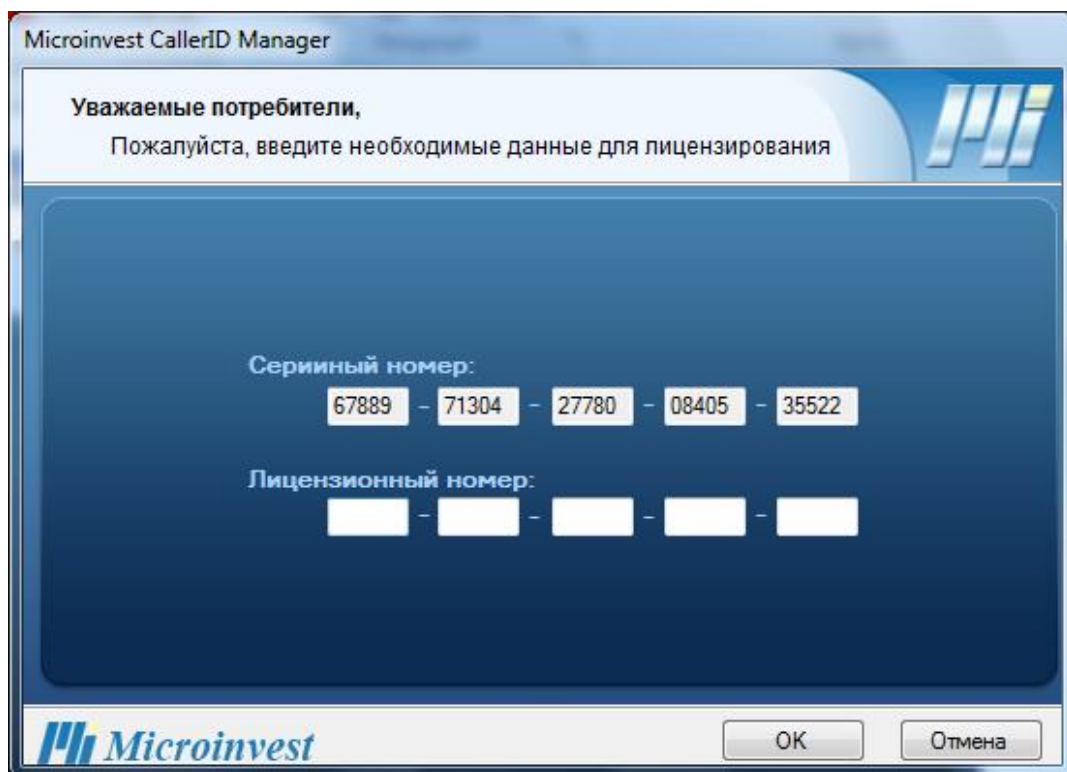 Microinvest CallerID Manager
Уважаемые потребители,
Пожалуйста, введите необходимые данные для лицензирования
Серииный номер:
67889 - 71304 - 27780 - 08405 - 35522
Лицензионный номер:
- - - -
Microinvest OK Отмена